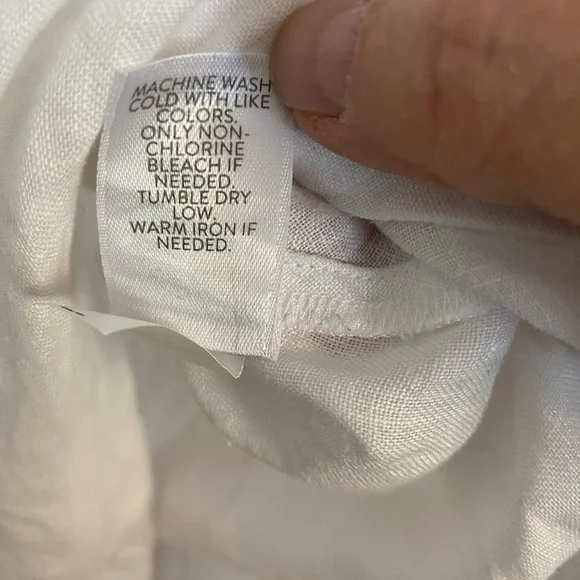 MACHINE WASH
COLD WITH LIKE
COLORS.
ONLY NON-
CHLORINE
BLEACH IF
NEEDED.
TUMBLE DRY
LOW.
WARM IRON IF
NEEDED.